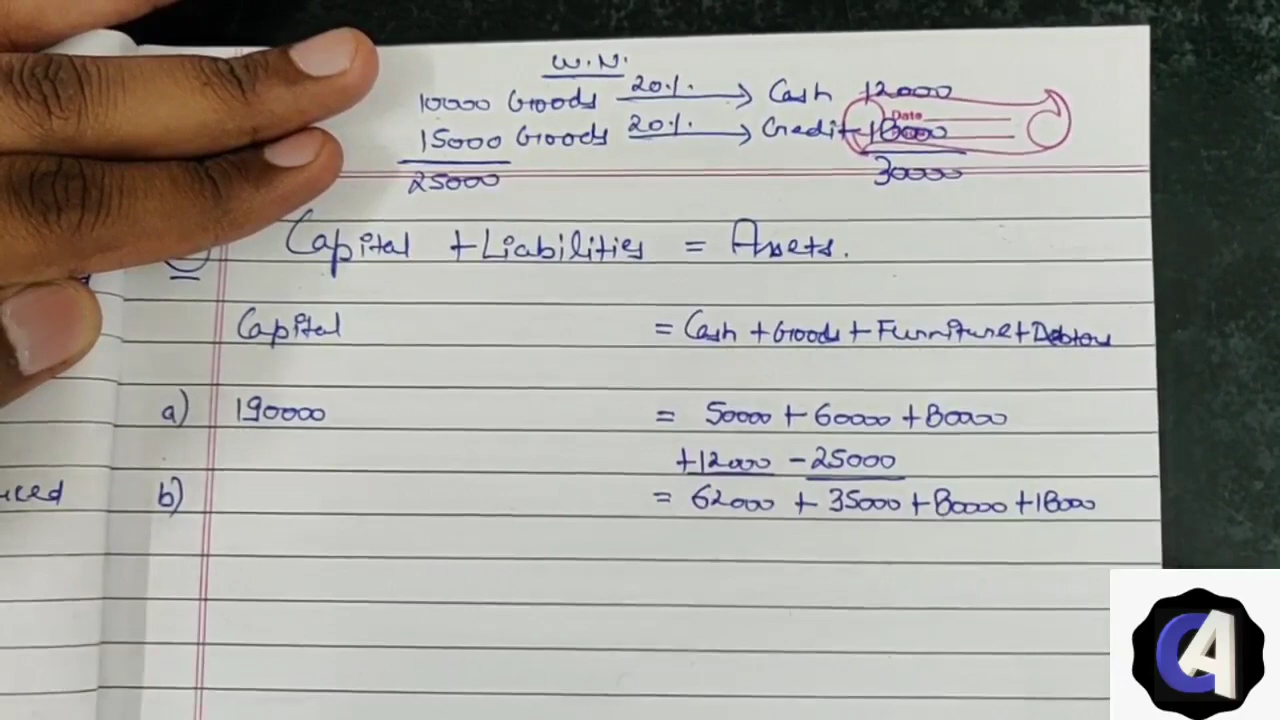 W.N.
10000 Goods 20%. → Cash 12000
Date
15000 Goods 20%. → Credit 18000
25000 30000
Capital + Liabilities = Assets.
Capital = Cash + Goods + Furniture + Debtors
a) 190000 = 50000 + 60000 + 80000
+12000 - 25000
b) = 62000 + 35000 + 80000 + 18000
CA